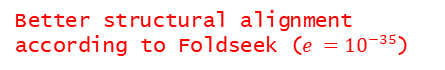 Better structural alignment
according to Foldseek (e = 10⁻³⁵)